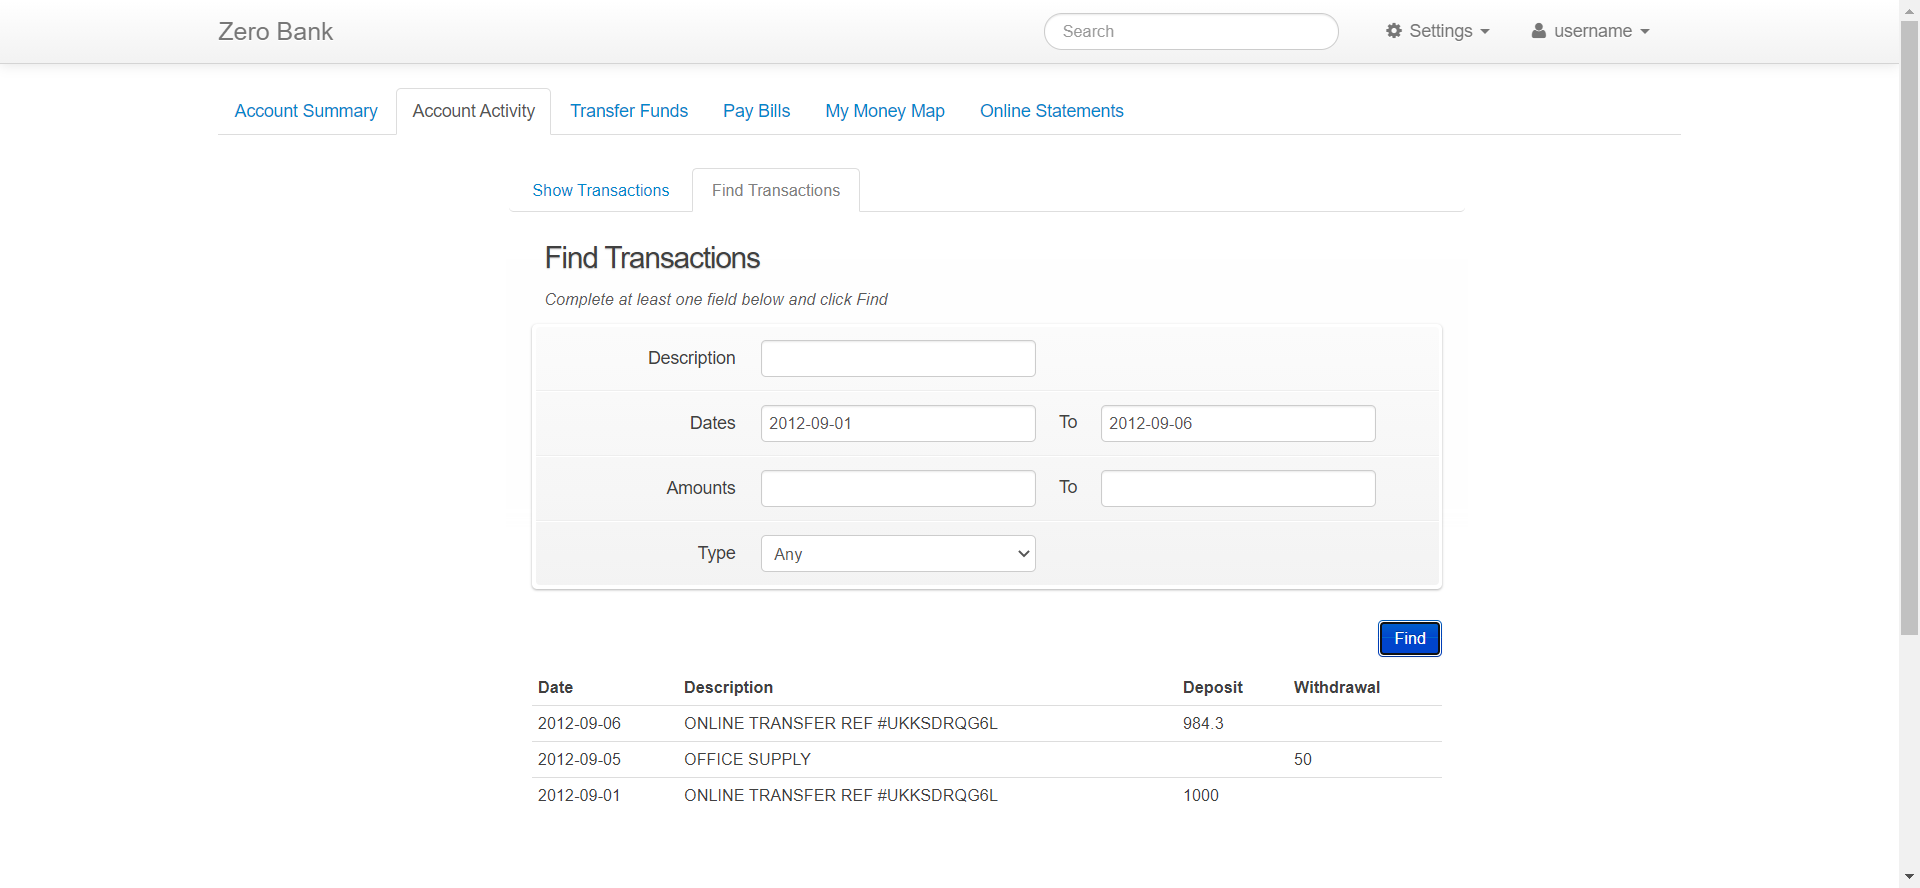 Zero Bank Search Settings username
Account Summary Account Activity Transfer Funds Pay Bills My Money Map Online Statements
Show Transactions Find Transactions
Find Transactions
Complete at least one field below and click Find
Description
Dates 2012-09-01 To 2012-09-06
Amounts To
Type Any
Find
Date Description Deposit Withdrawal
2012-09-06 ONLINE TRANSFER REF #UKKSDRQG6L 984.3
2012-09-05 OFFICE SUPPLY 50
2012-09-01 ONLINE TRANSFER REF #UKKSDRQG6L 1000